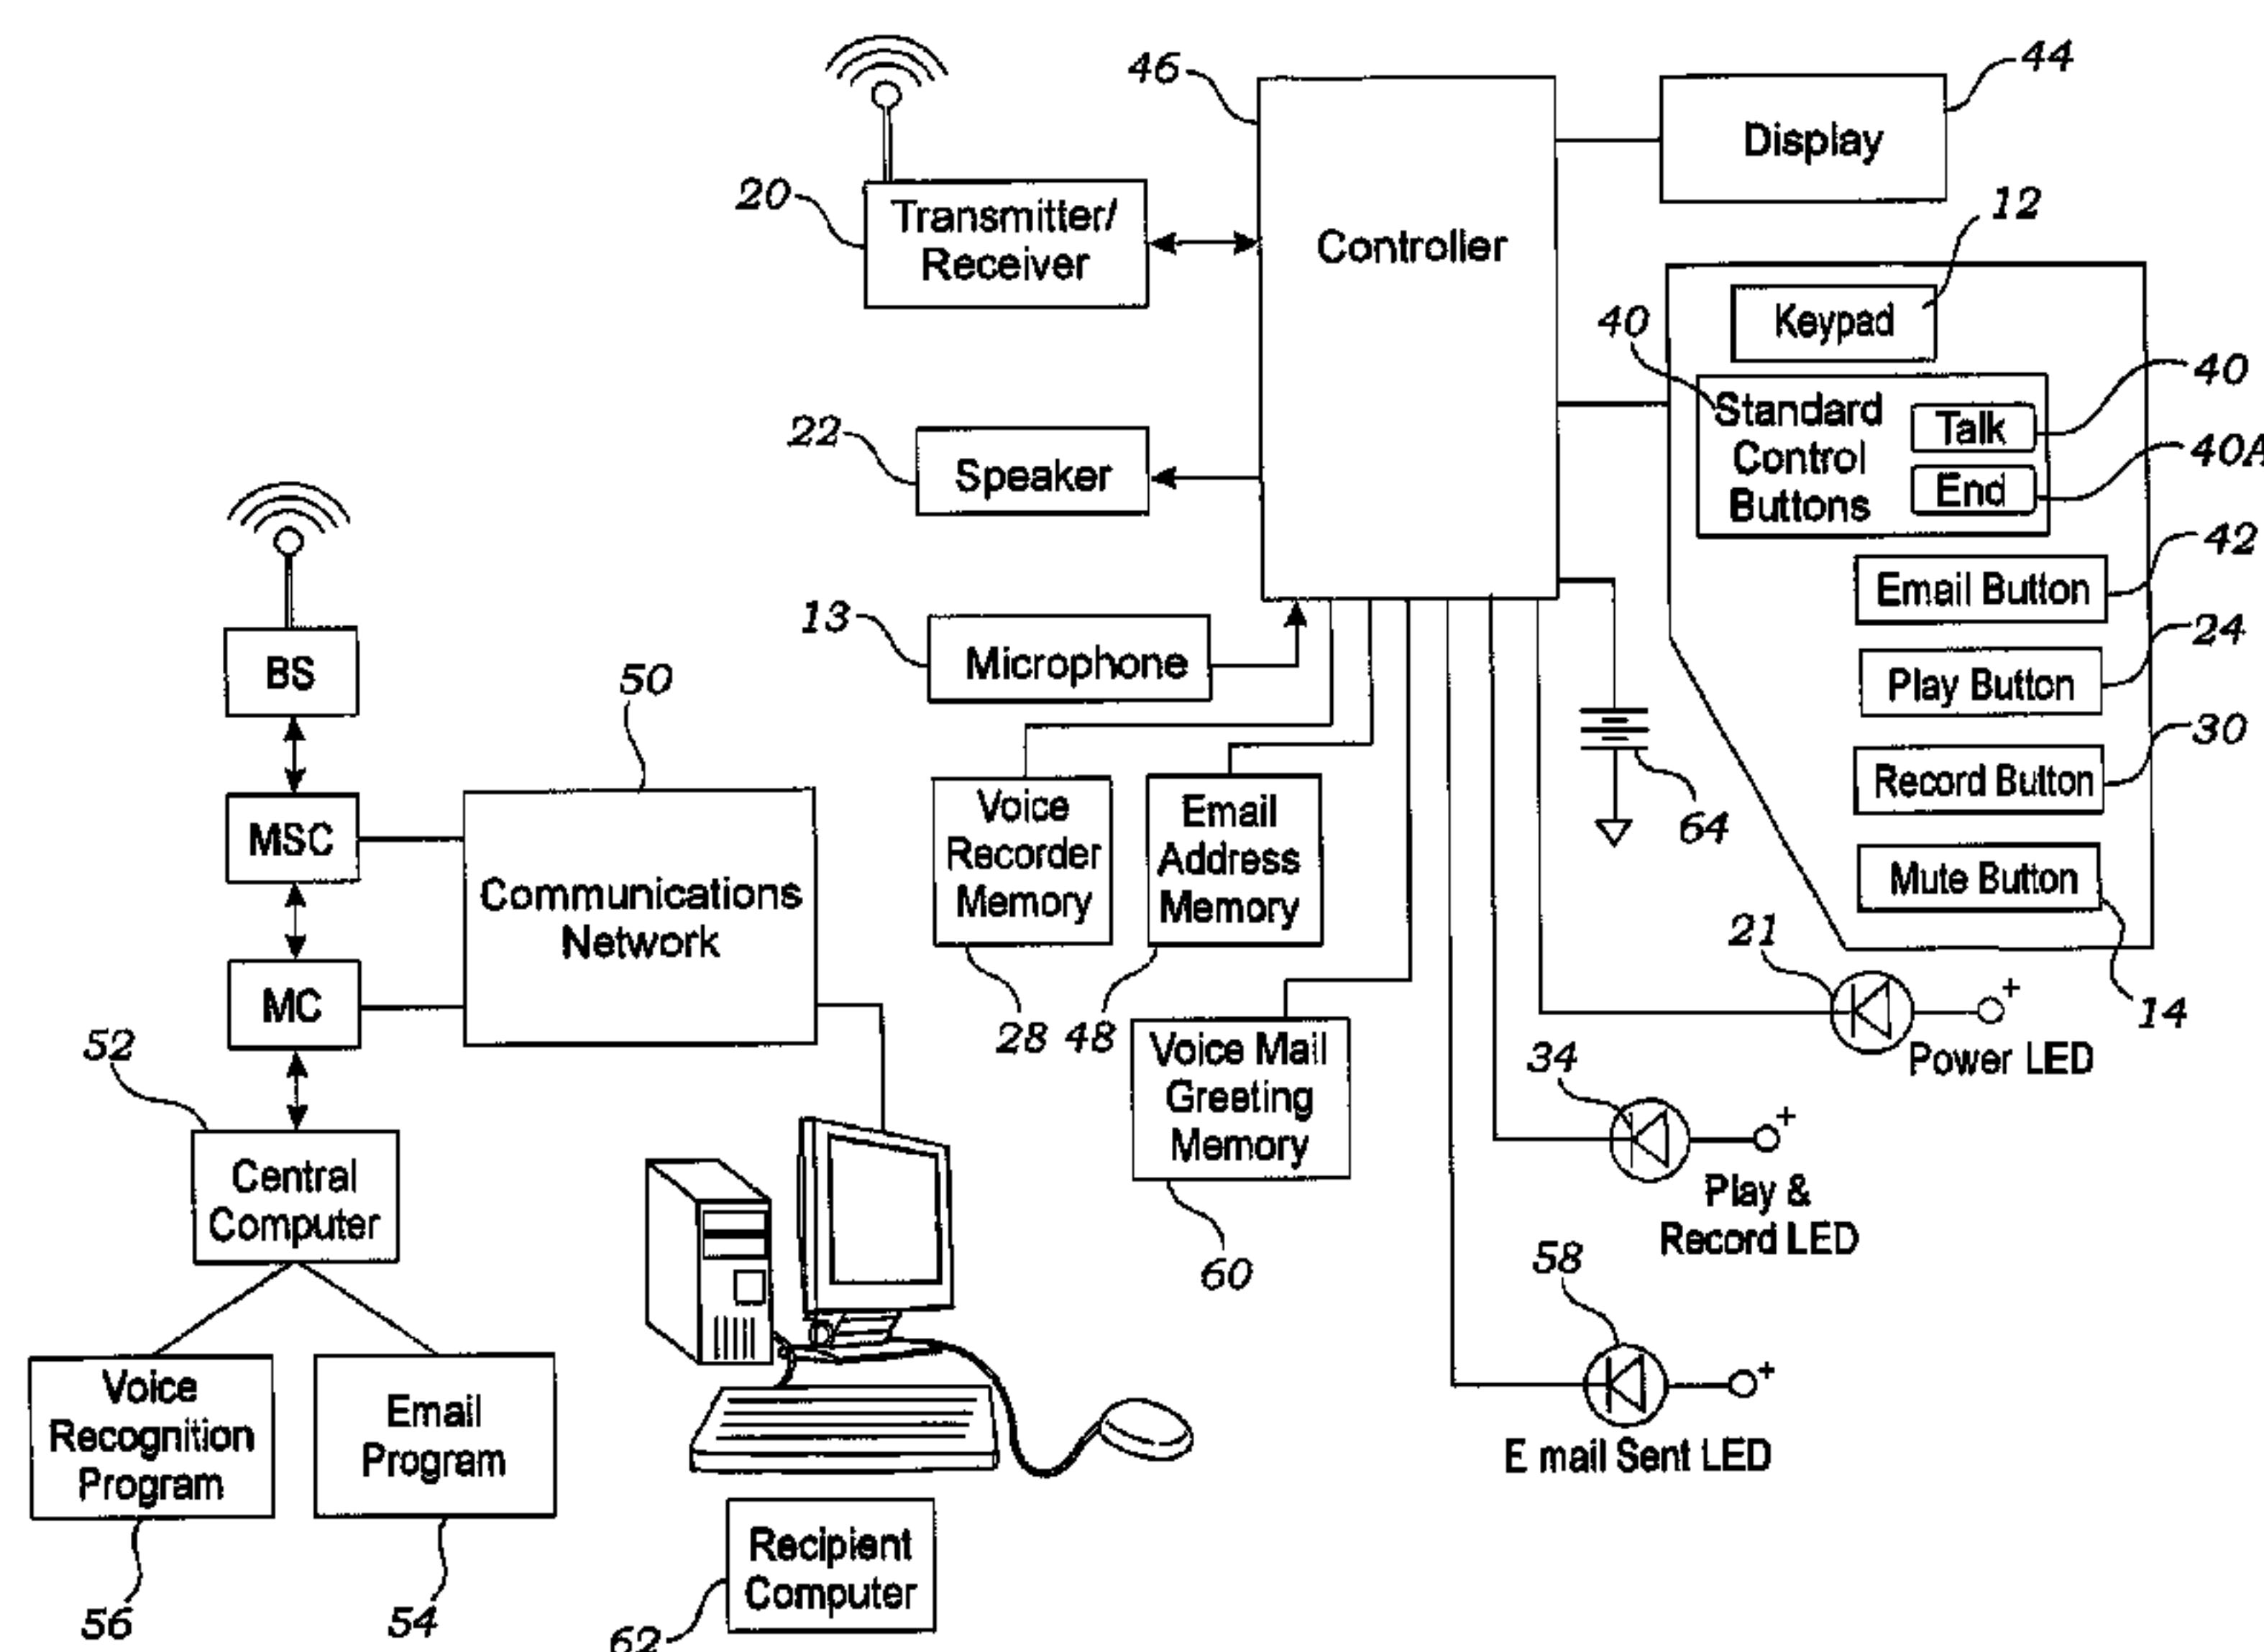 46
44
Display
20
Transmitter/
Receiver
Controller
12
Keypad
40
40
Standard
Control
Buttons
Talk
End
40A
22
Speaker
42
Email Button
13
Microphone
24
Play Button
BS
50
30
Record Button
MSC
Communications
Network
Voice
Recorder
Memory
Email
Address
Memory
64
Mute Button
21
14
MC
28
48
+
Power LED
52
Voice Mail
Greeting
Memory
34
+
Play &
Record LED
Central
Computer
60
58
+
E mail Sent LED
Voice
Recognition
Program
Email
Program
Recipient
Computer
56
54
62